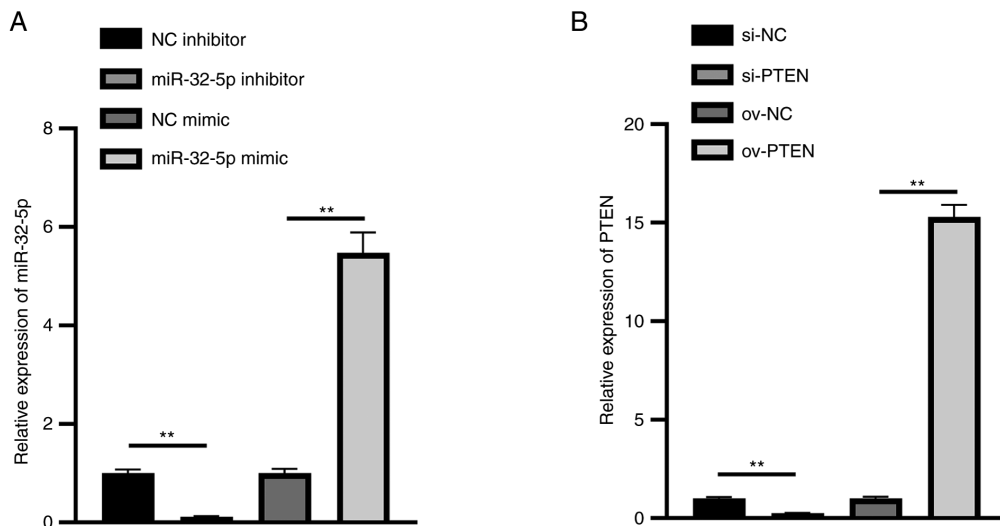 A
NC inhibitor
miR-32-5p inhibitor
NC mimic
miR-32-5p mimic
Relative expression of miR-32-5p
8
6
4
2
0
**
**
B
si-NC
si-PTEN
ov-NC
ov-PTEN
Relative expression of PTEN
20
15
10
5
0
**
**